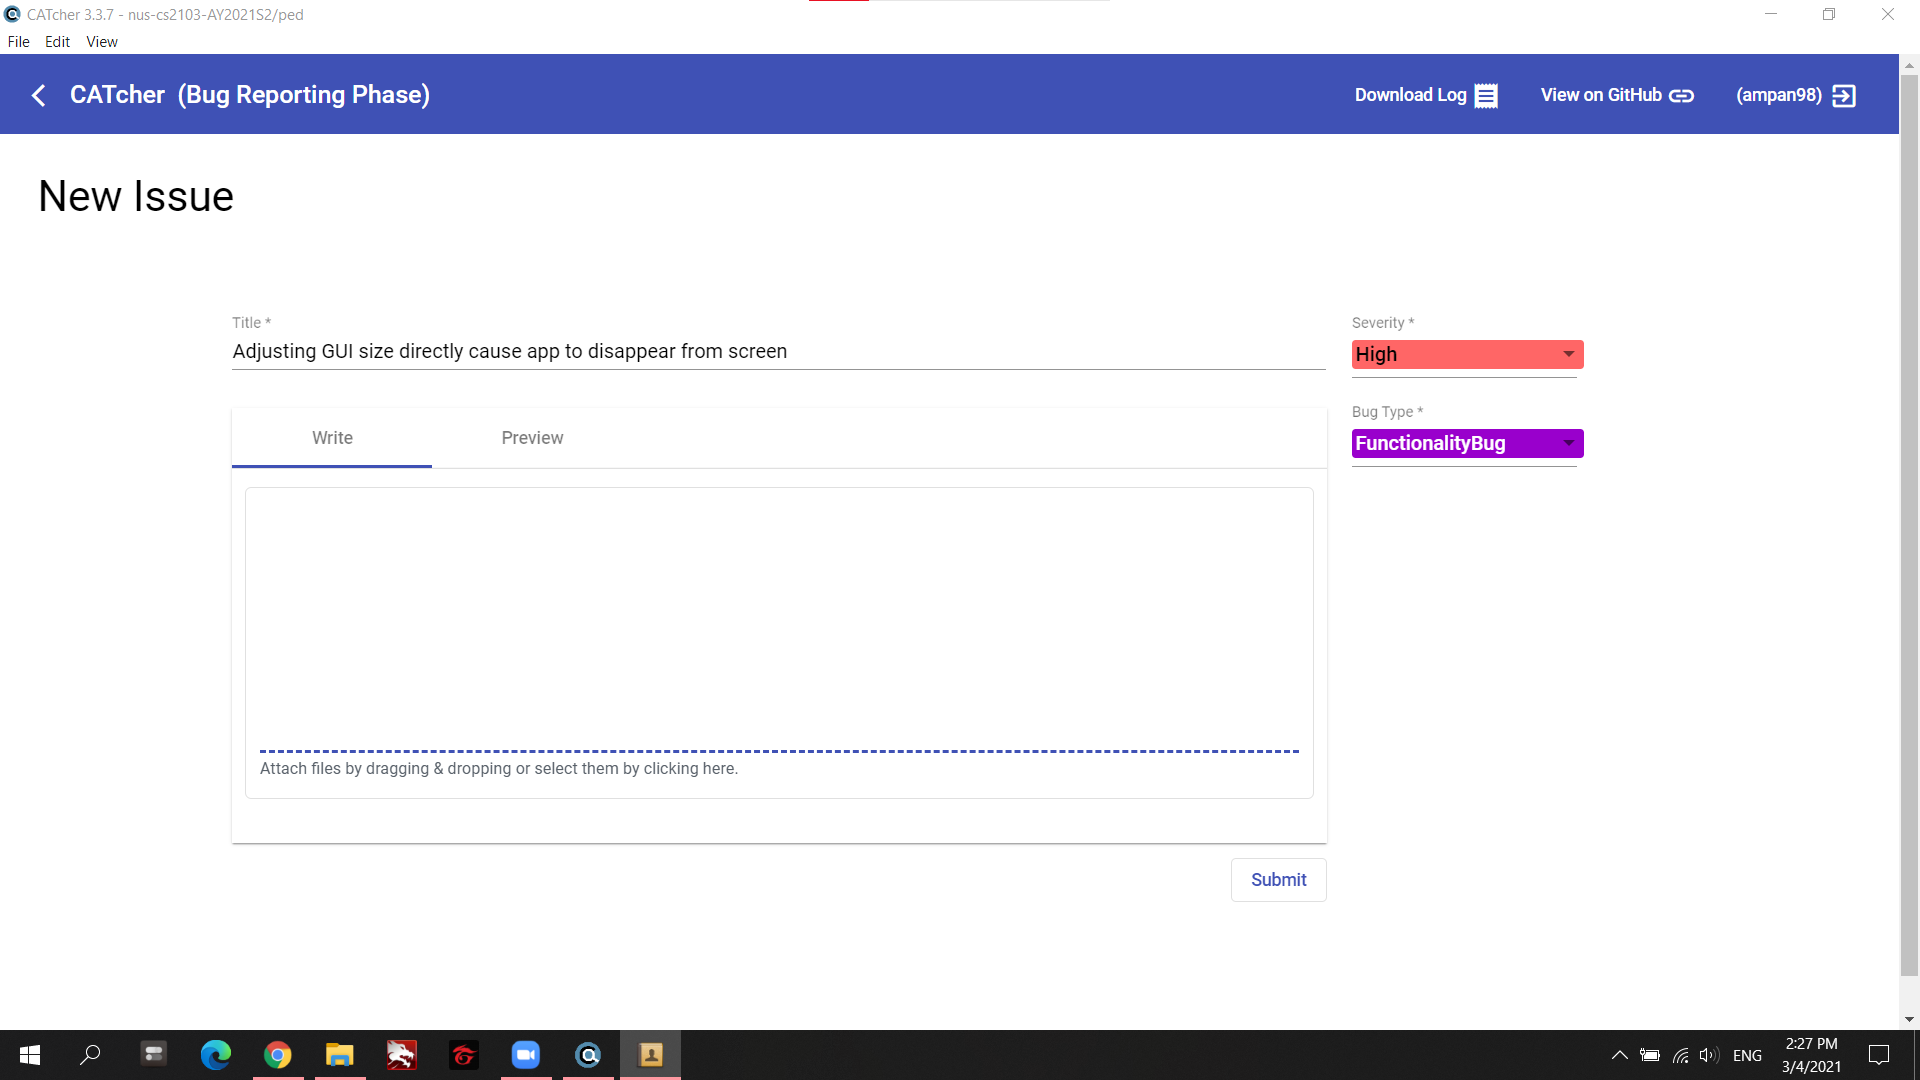 CATcher 3.3.7 - nus-cs2103-AY2021S2/ped
File Edit View
CATcher (Bug Reporting Phase)
Download Log
View on GitHub
(ampan98)
New Issue
Title *
Adjusting GUI size directly cause app to disappear from screen
Severity *
High
Bug Type *
FunctionalityBug
Write
Preview
Attach files by dragging & dropping or select them by clicking here.
Submit
ENG
2:27 PM
3/4/2021